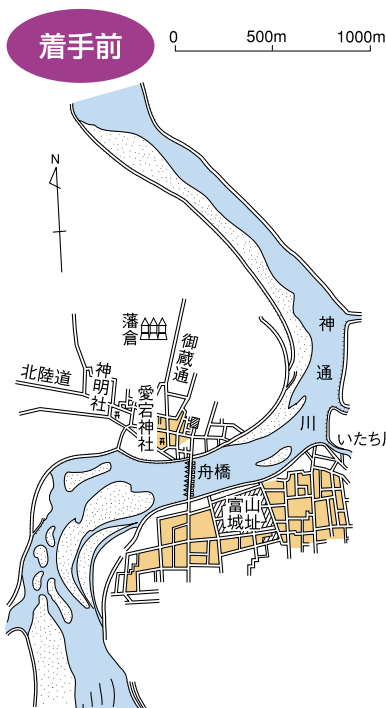 着手前
0 500m 1000m
N
藩倉
御蔵通
北陸道
神明社
愛宕神社
神通川
いたち川
舟橋
富山城址